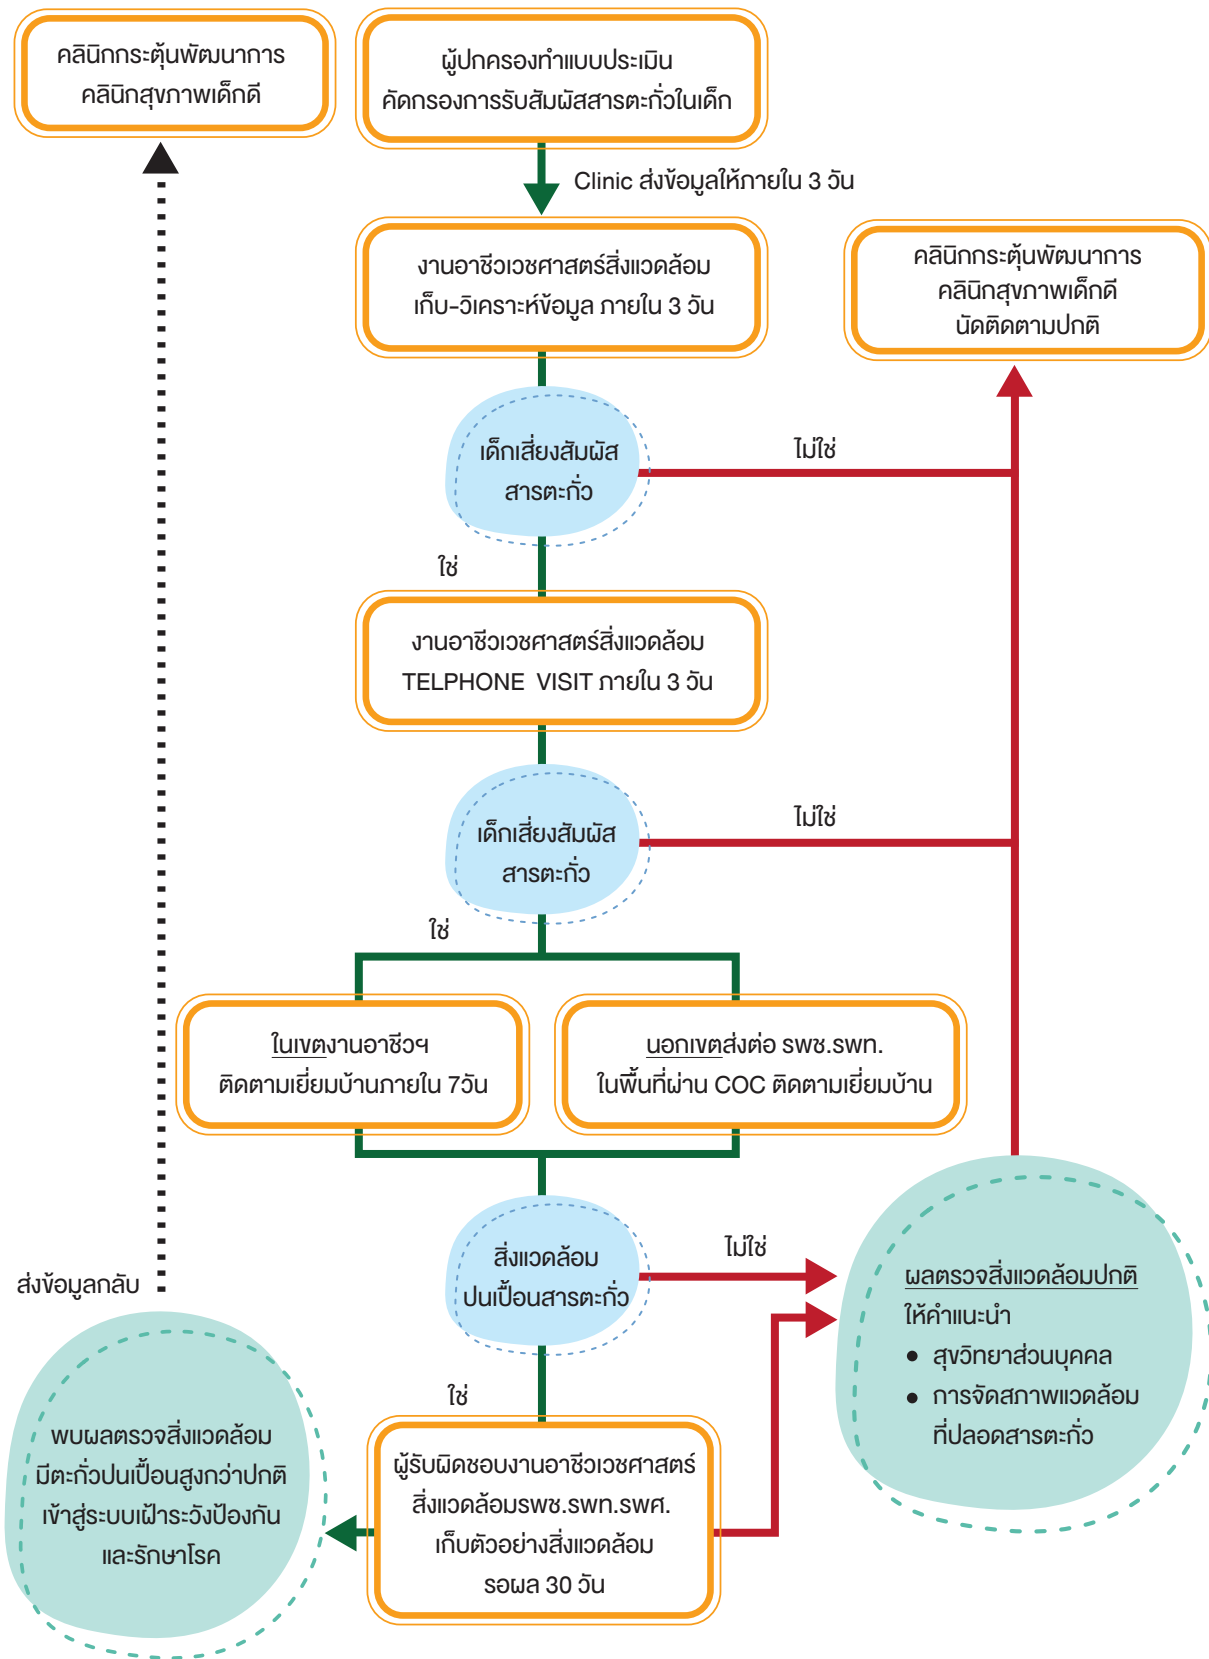 คลินิกกระตุ้นพัฒนาการ
คลินิกสุขภาพเด็กดี
ผู้ปกครองทำแบบประเมิน
คัดกรองการรับสัมผัสสารตะกั่วในเด็ก
Clinic ส่งข้อมูลให้ภายใน 3 วัน
งานอาชีวเวชศาสตร์สิ่งแวดล้อม
เก็บ-วิเคราะห์ข้อมูล ภายใน 3 วัน
คลินิกกระตุ้นพัฒนาการ
คลินิกสุขภาพเด็กดี
นัดติดตามปกติ
เด็กเสี่ยงสัมผัส
สารตะกั่ว
ไม่ใช่
ใช่
งานอาชีวเวชศาสตร์สิ่งแวดล้อม
TELPHONE VISIT ภายใน 3 วัน
เด็กเสี่ยงสัมผัส
สารตะกั่ว
ไม่ใช่
ใช่
ในเขตงานอาชีวฯ
ติดตามเยี่ยมบ้านภายใน 7วัน
นอกเขตส่งต่อ รพช.รพท.
ในพื้นที่ผ่าน COC ติดตามเยี่ยมบ้าน
สิ่งแวดล้อม
ปนเปื้อนสารตะกั่ว
ไม่ใช่
ใช่
ผลตรวจสิ่งแวดล้อมปกติ
ให้คำแนะนำ
• สุขวิทยาส่วนบุคคล
• การจัดสภาพแวดล้อม
ที่ปลอดสารตะกั่ว
ส่งข้อมูลกลับ
พบผลตรวจสิ่งแวดล้อม
มีตะกั่วปนเปื้อนสูงกว่าปกติ
เข้าสู่ระบบเฝ้าระวังป้องกัน
และรักษาโรค
ผู้รับผิดชอบงานอาชีวเวชศาสตร์
สิ่งแวดล้อมรพช.รพท.รพศ.
เก็บตัวอย่างสิ่งแวดล้อม
รอผล 30 วัน